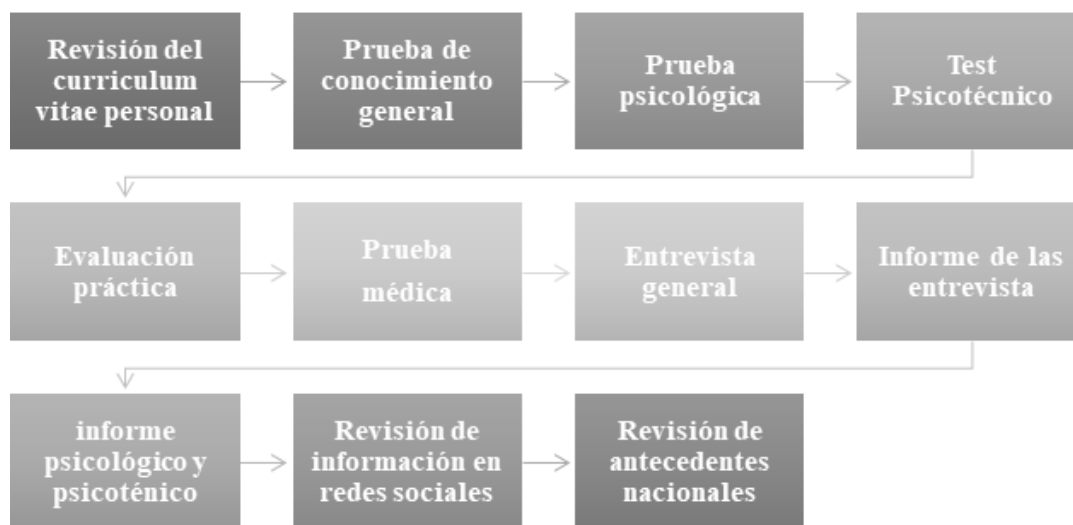 Revisión del
curriculum
vitae personal
Prueba de
conocimiento
general
Prueba
psicológica
Test
Psicotécnico
Evaluación
práctica
Prueba
médica
Entrevista
general
Informe de las
entrevista
informe
psicológico y
psicoténico
Revisión de
información en
redes sociales
Revisión de
antecedentes
nacionales